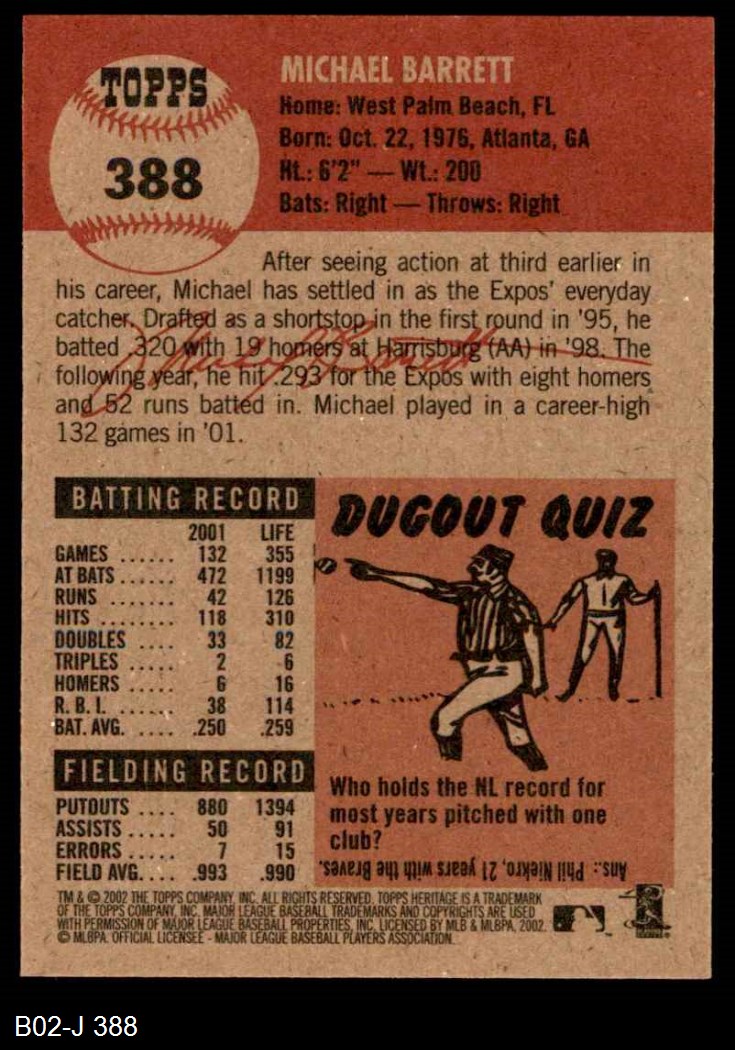 TOPPS
388
MICHAEL BARRETT
Home: West Palm Beach, FL
Born: Oct. 22, 1976, Atlanta, GA
Ht.: 6'2" — Wt.: 200
Bats: Right — Throws: Right
After seeing action at third earlier in
his career, Michael has settled in as the Expos' everyday
catcher. Drafted as a shortstop in the first round in '95, he
batted .320 with 19 homers at Harrisburg (AA) in '98. The
following year, he hit .293 for the Expos with eight homers
and 52 runs batted in. Michael played in a career-high
132 games in '01.
BATTING RECORD
2001 LIFE
GAMES ...... 132 355
AT BATS ..... 472 1199
RUNS ....... 42 126
HITS ....... 118 310
DOUBLES .... 33 82
TRIPLES .... 2 6
HOMERS ..... 6 16
R. B. I. ...... 38 114
BAT. AVG. .... .250 .259
FIELDING RECORD
PUTOUTS .... 880 1394
ASSISTS ..... 50 91
ERRORS ..... 7 15
FIELD AVG. ... .993 .990
DUGOUT QUIZ
Who holds the NL record for
most years pitched with one
club?
Ans.: Phil Niekro, 21 years with the Braves.
TM & © 2002 THE TOPPS COMPANY, INC. ALL RIGHTS RESERVED. TOPPS HERITAGE IS A TRADEMARK
OF THE TOPPS COMPANY, INC. MAJOR LEAGUE BASEBALL TRADEMARKS AND COPYRIGHTS ARE USED
WITH PERMISSION OF MAJOR LEAGUE BASEBALL PROPERTIES, INC. LICENSED BY MLB & MLBPA, 2002.
© MLBPA. OFFICIAL LICENSEE - MAJOR LEAGUE BASEBALL PLAYERS ASSOCIATION.
B02-J 388